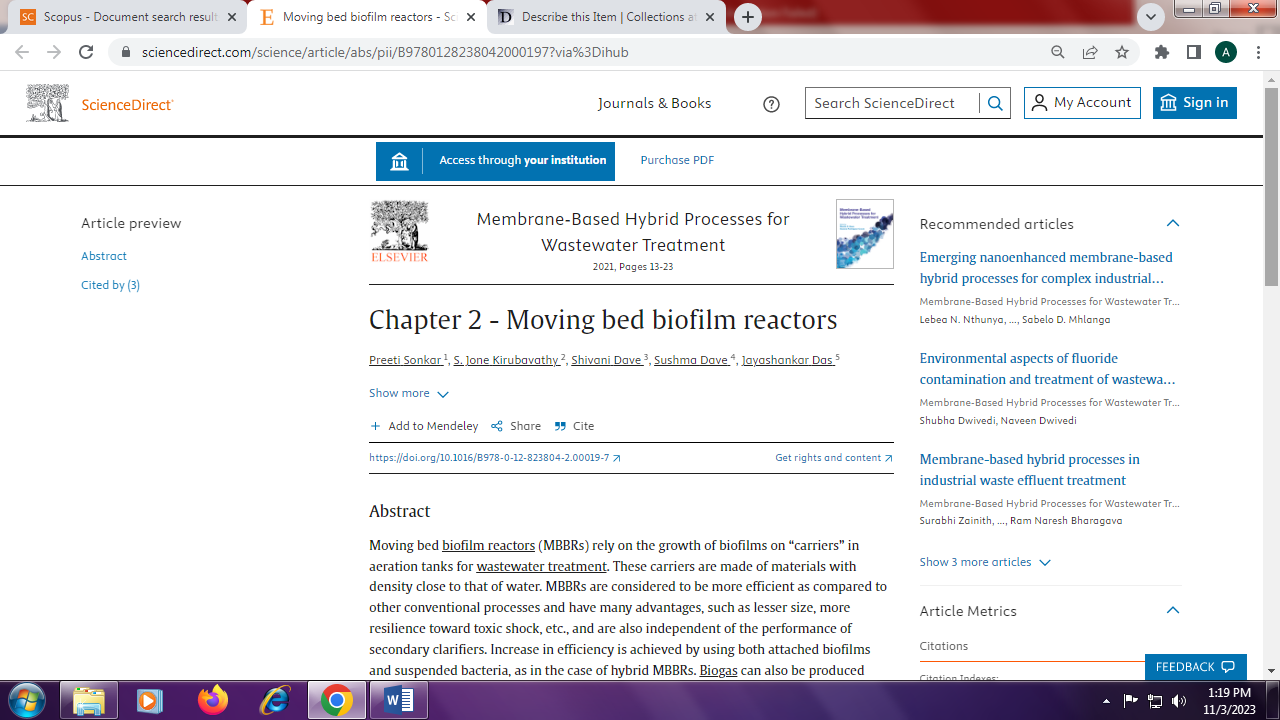 Scopus - Document search result
Moving bed biofilm reactors - Sc
Describe this Item | Collections at
sciencedirect.com/science/article/abs/pii/B9780128238042000197?via%3Dihub
A
ScienceDirect
Journals & Books
Search ScienceDirect
My Account
Sign in
Access through your institution
Purchase PDF
Article preview
Abstract
Cited by (3)
ELSEVIER
Membrane-Based Hybrid Processes for
Wastewater Treatment
2021, Pages 13-23
Chapter 2 - Moving bed biofilm reactors
Preeti Sonkar 1, S. Jone Kirubavathy 2, Shivani Dave 3, Sushma Dave 4, Jayashankar Das 5
Show more
Add to Mendeley
Share
Cite
https://doi.org/10.1016/B978-0-12-823804-2.00019-7
Get rights and content
Abstract
Moving bed biofilm reactors (MBBRs) rely on the growth of biofilms on “carriers” in
aeration tanks for wastewater treatment. These carriers are made of materials with
density close to that of water. MBBRs are considered to be more efficient as compared to
other conventional processes and have many advantages, such as lesser size, more
resilience toward toxic shock, etc., and are also independent of the performance of
secondary clarifiers. Increase in efficiency is achieved by using both attached biofilms
and suspended bacteria, as in the case of hybrid MBBRs. Biogas can also be produced
Recommended articles
Emerging nanoenhanced membrane-based
hybrid processes for complex industrial...
Membrane-Based Hybrid Processes for Wastewater Tr...
Lebea N. Nthunya, ..., Sabelo D. Mhlanga
Environmental aspects of fluoride
contamination and treatment of wastewa...
Membrane-Based Hybrid Processes for Wastewater Tr...
Shubha Dwivedi, Naveen Dwivedi
Membrane-based hybrid processes in
industrial waste effluent treatment
Membrane-Based Hybrid Processes for Wastewater Tr...
Surabhi Zainith, ..., Ram Naresh Bharagava
Show 3 more articles
Article Metrics
Citations
Citation Indexes:
FEEDBACK
1:19 PM
11/3/2023